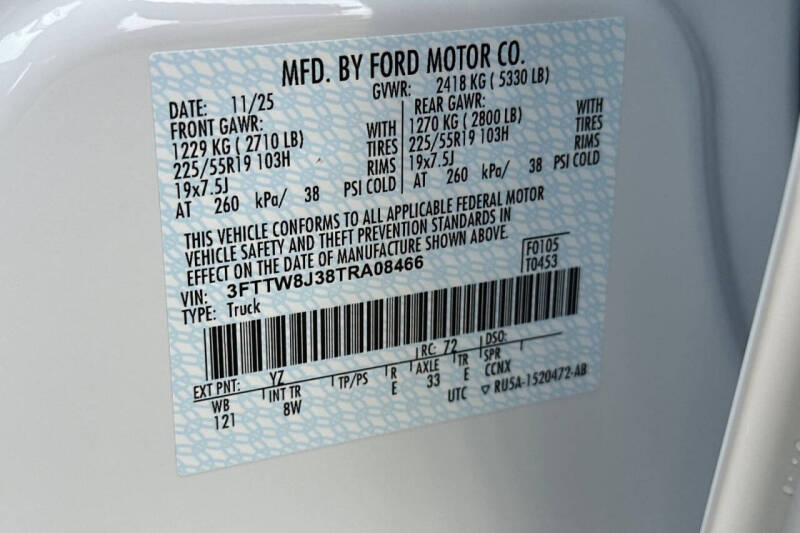 MFD. BY FORD MOTOR CO.
DATE: 11/25 GVWR: 2418 KG ( 5330 LB)
FRONT GAWR: REAR GAWR:
1229 KG ( 2710 LB) WITH 1270 KG ( 2800 LB) WITH
225/55R19 103H TIRES 225/55R19 103H TIRES
19x7.5J RIMS 19x7.5J RIMS
AT 260 kPa/ 38 PSI COLD AT 260 kPa/ 38 PSI COLD
THIS VEHICLE CONFORMS TO ALL APPLICABLE FEDERAL MOTOR
VEHICLE SAFETY AND THEFT PREVENTION STANDARDS IN
EFFECT ON THE DATE OF MANUFACTURE SHOWN ABOVE.
VIN: 3FTTW8J38TRA08466 F0105
TYPE: Truck T0453
EXT PNT: YZ RC: 72 DSO:
WB INT TR TP/PS R AXLE TR SPR
121 8W E 33 E CCNX
UTC ▽ RU5A-1520472-AB